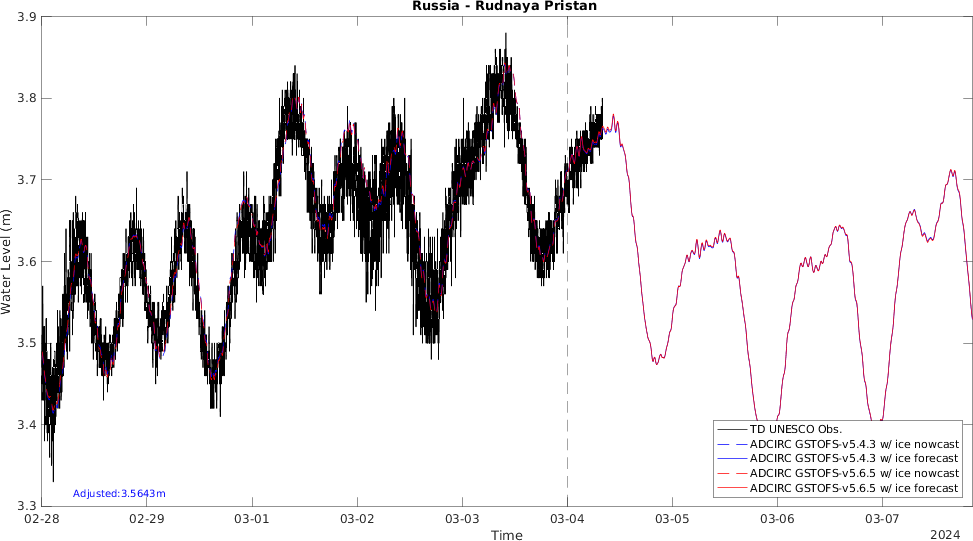 Russia - Rudnaya Pristan
3.9
3.8
3.7
3.6
3.5
3.4
3.3
Water Level (m)
Adjusted:3.5643m
TD UNESCO Obs.
ADCIRC GSTOFS-v5.4.3 w/ ice nowcast
ADCIRC GSTOFS-v5.4.3 w/ ice forecast
ADCIRC GSTOFS-v5.6.5 w/ ice nowcast
ADCIRC GSTOFS-v5.6.5 w/ ice forecast
02-28 02-29 03-01 03-02 03-03 03-04 03-05 03-06 03-07
Time
2024